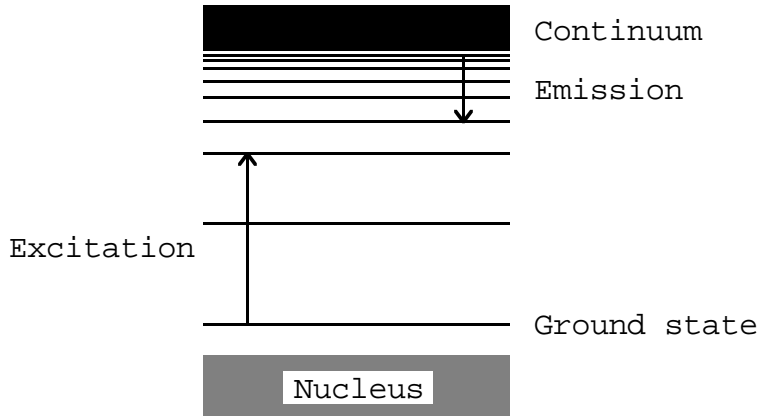 Continuum
Emission
Excitation
Ground state
Nucleus